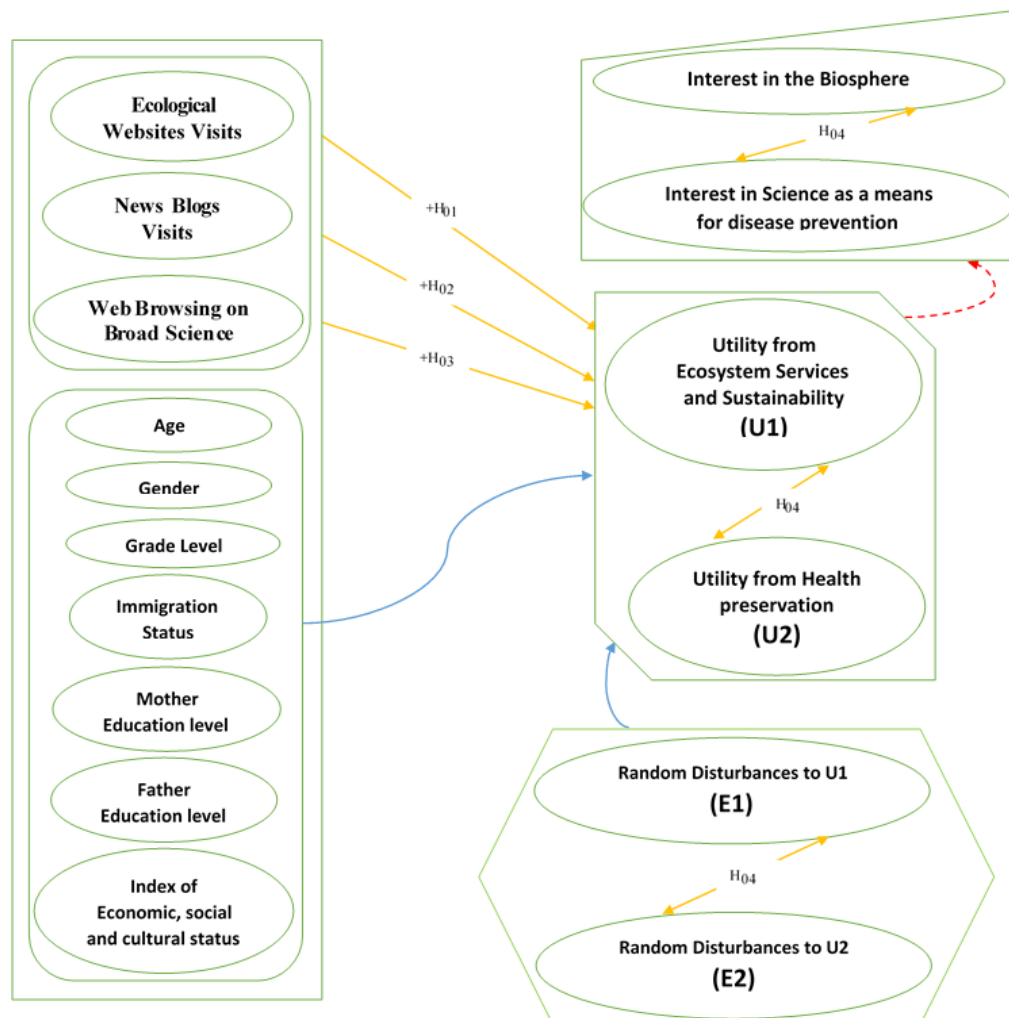 Ecological
Websites Visits
News Blogs
Visits
Web Browsing on
Broad Science
Age
Gender
Grade Level
Immigration
Status
Mother
Education level
Father
Education level
Index of
Economic, social
and cultural status
+H01
+H02
+H03
Interest in the Biosphere
H04
Interest in Science as a means
for disease prevention
Utility from
Ecosystem Services
and Sustainability
(U1)
H04
Utility from Health
preservation
(U2)
Random Disturbances to U1
(E1)
H04
Random Disturbances to U2
(E2)